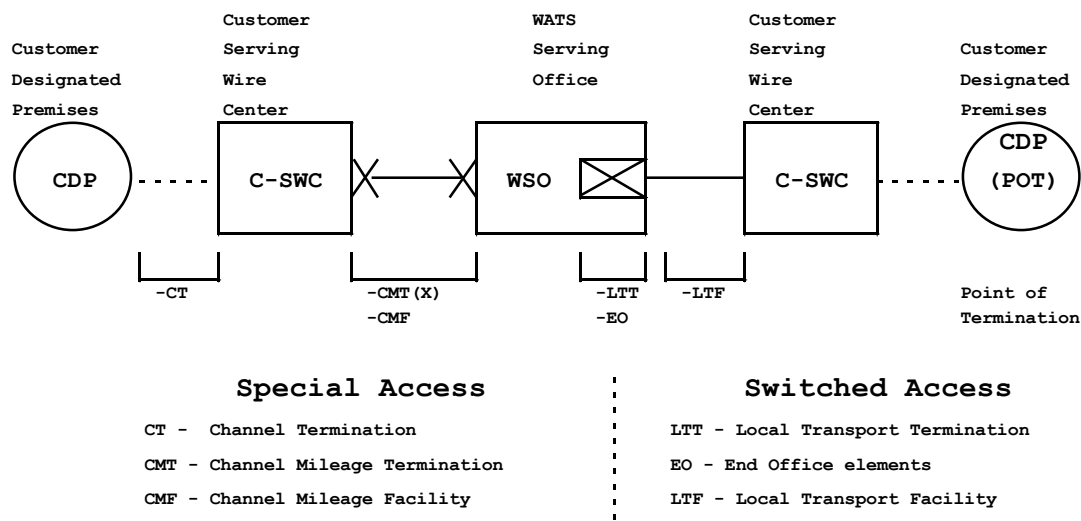 Customer
Designated
Premises
Customer
Serving
Wire
Center
WATS
Serving
Office
Customer
Serving
Wire
Center
Customer
Designated
Premises
CDP
C-SWC
WSO
C-SWC
CDP
(POT)
-CT
-CMT(X)
-CMF
-LTT
-EO
-LTF
Point of
Termination
Special Access
CT - Channel Termination
CMT - Channel Mileage Termination
CMF - Channel Mileage Facility
Switched Access
LTT - Local Transport Termination
EO - End Office elements
LTF - Local Transport Facility